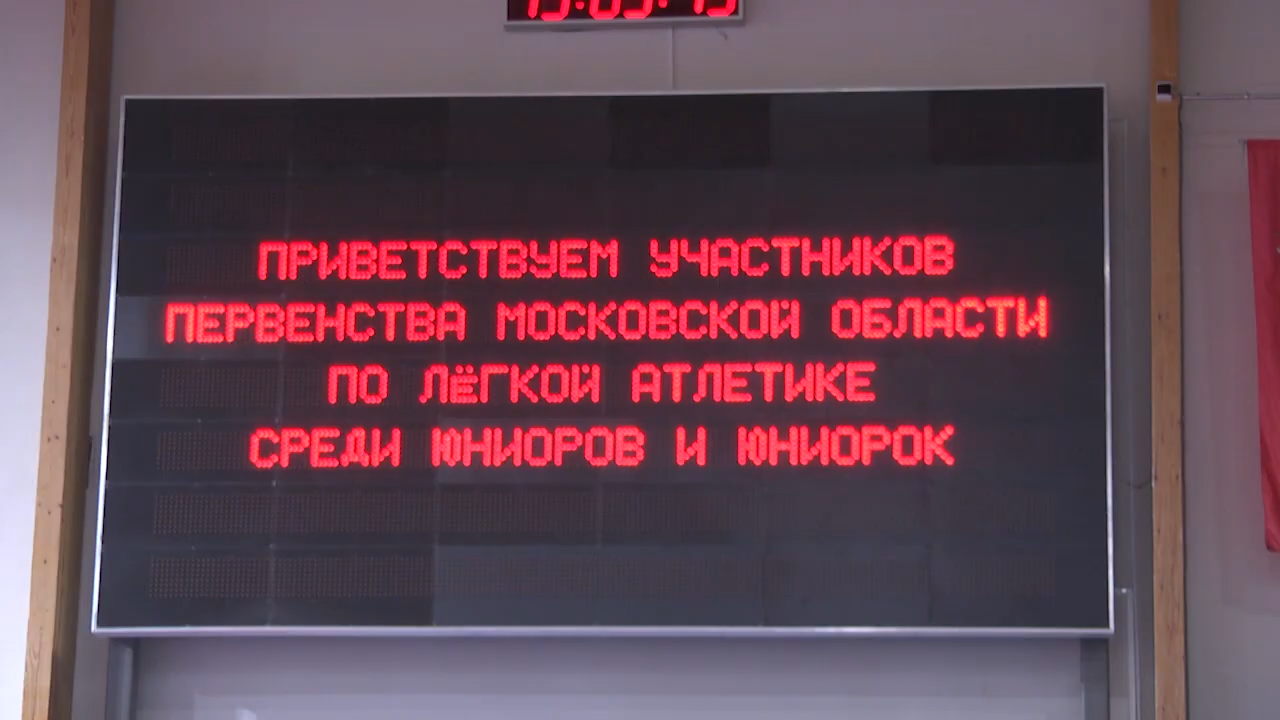 ПРИВЕТСТВУЕМ УЧАСТНИКОВ
ПЕРВЕНСТВА МОСКОВСКОЙ ОБЛАСТИ
ПО ЛЁГКОЙ АТЛЕТИКЕ
СРЕДИ ЮНИОРОВ И ЮНИОРОК